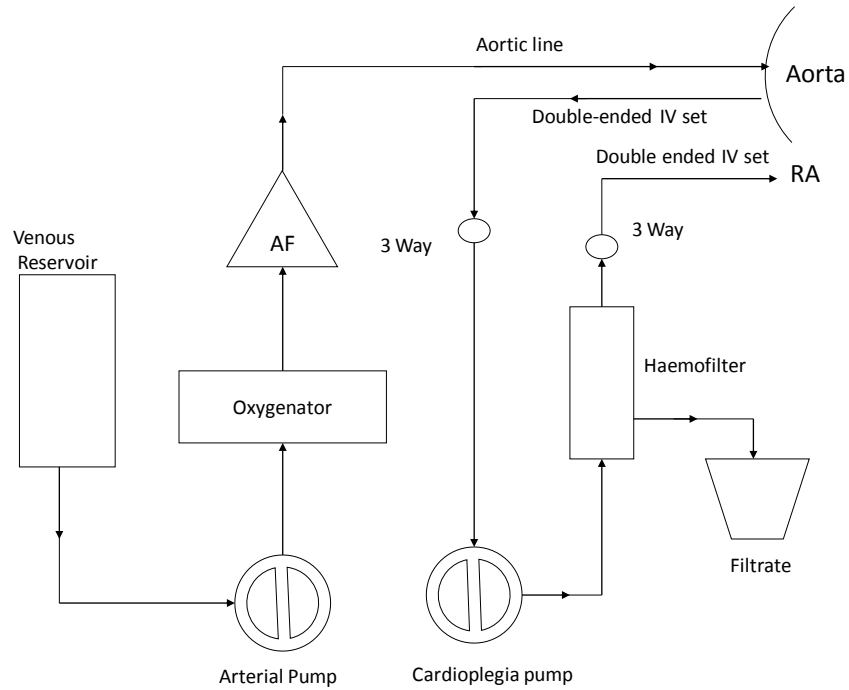 Aortic line
Aorta
Double-ended IV set
Double ended IV set
RA
AF
3 Way
3 Way
Venous
Reservoir
Haemofilter
Oxygenator
Filtrate
Arterial Pump
Cardioplegia pump